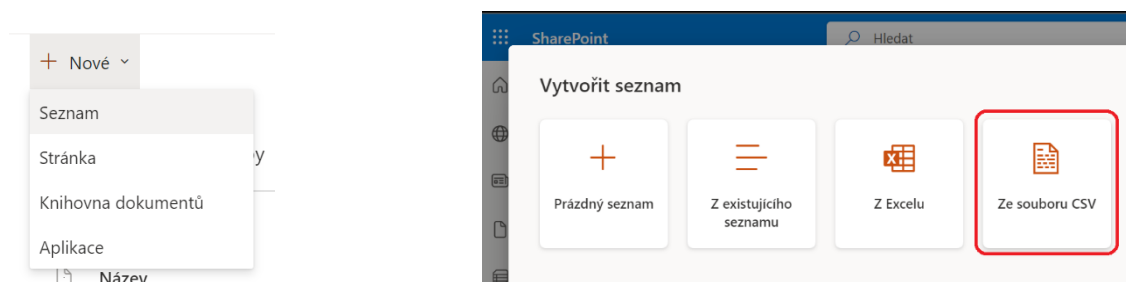 + Nové
Seznam
Stránka
by
Knihovna dokumentů
Aplikace
Název
SharePoint
Hledat
Vytvořit seznam
Prázdný seznam
Z existujícího
seznamu
Z Excelu
Ze souboru CSV